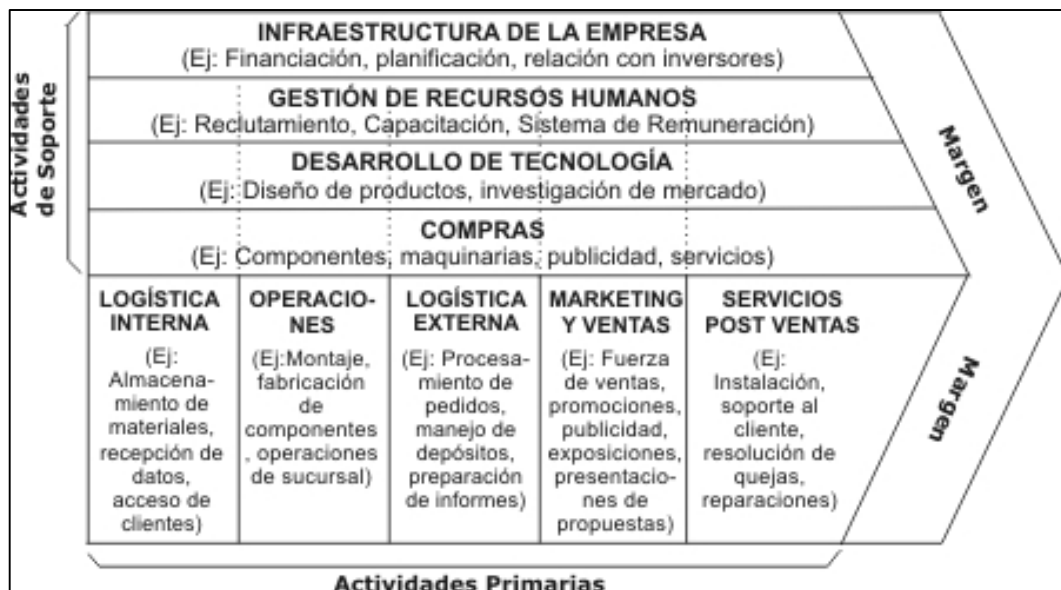 Actividades
de Soporte
INFRAESTRUCTURA DE LA EMPRESA
(Ej: Financiación, planificación, relación con inversores)
GESTIÓN DE RECURSOS HUMANOS
(Ej: Reclutamiento, Capacitación, Sistema de Remuneración)
DESARROLLO DE TECNOLOGÍA
(Ej: Diseño de productos, investigación de mercado)
COMPRAS
(Ej: Componentes, maquinarias, publicidad, servicios)
LOGÍSTICA
INTERNA
(Ej:
Almacena-
miento de
materiales,
recepción de
datos,
acceso de
clientes)
OPERACIO-
NES
(Ej:Montaje,
fabricación
de
componentes
, operaciones
de sucursal)
LOGÍSTICA
EXTERNA
(Ej: Procesa-
miento de
pedidos,
manejo de
depósitos,
preparación
de informes)
MARKETING
Y VENTAS
(Ej: Fuerza
de ventas,
promociones,
publicidad,
exposiciones,
presentacio-
nes de
propuestas)
SERVICIOS
POST VENTAS
(Ej:
Instalación,
soporte al
cliente,
resolución de
quejas,
reparaciones)
Margen
Margen
Actividades Primarias